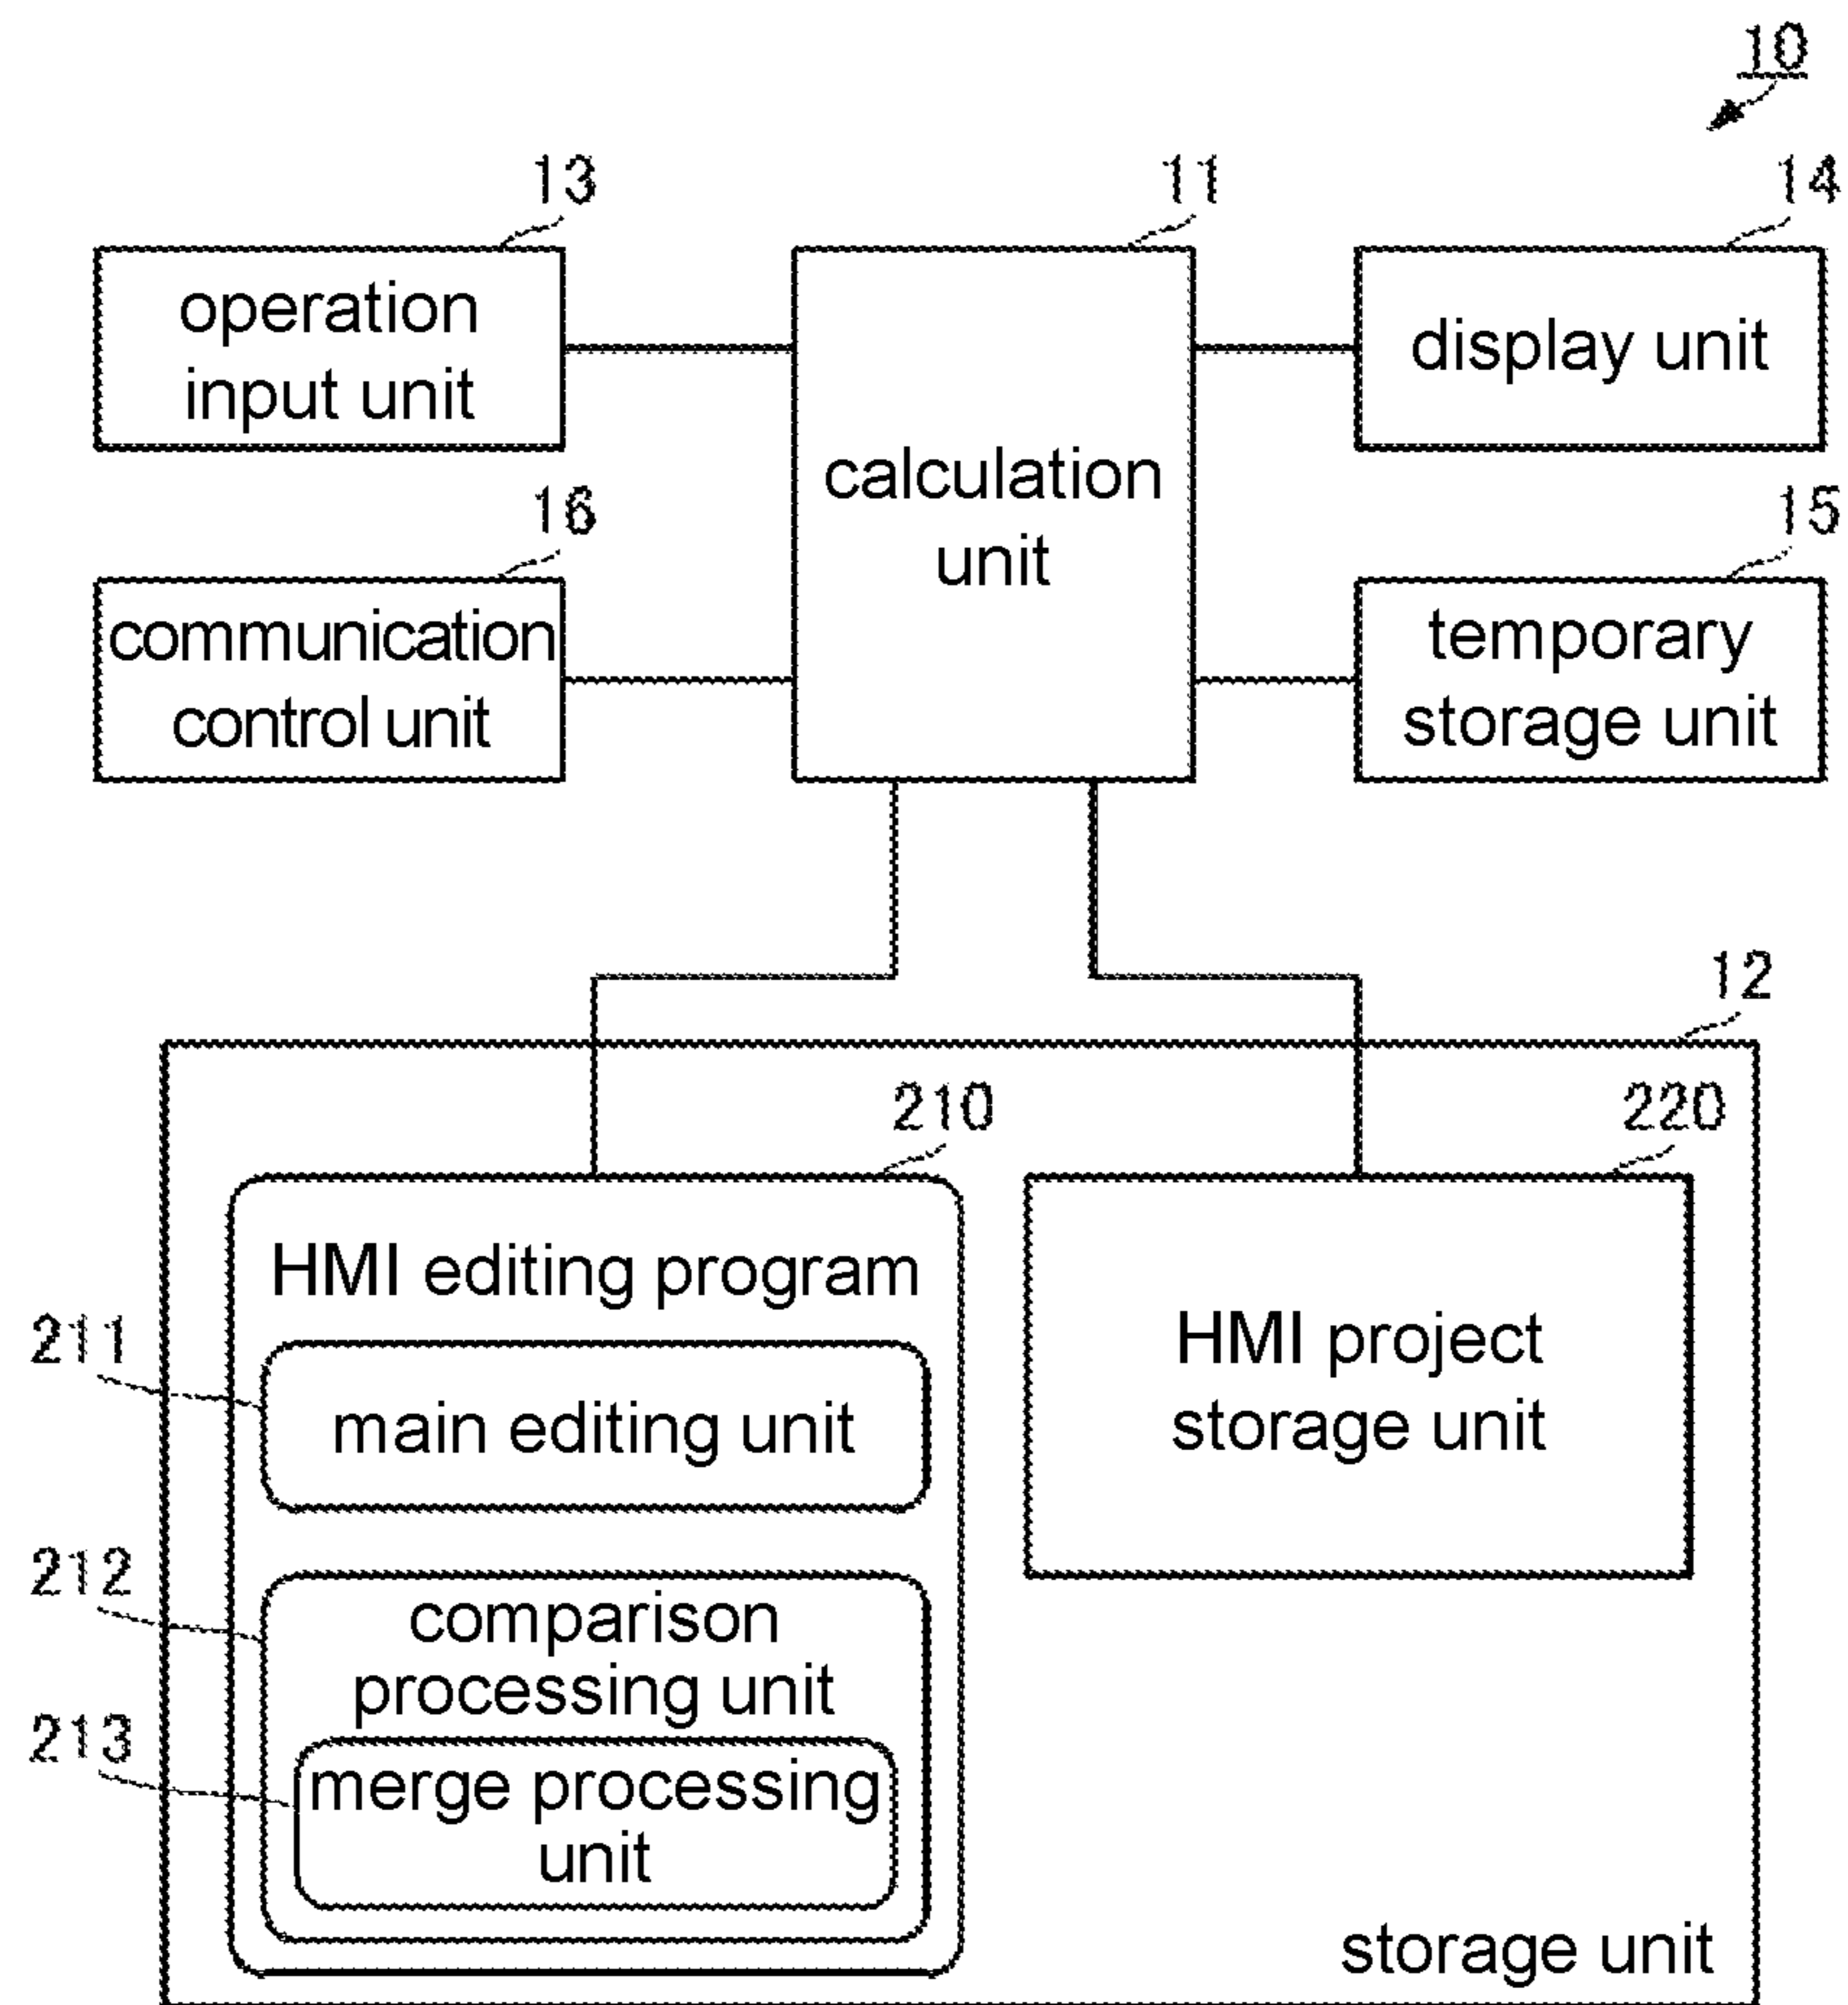 10
13
11
14
operation
input unit
calculation
unit
display unit
16
15
communication
control unit
temporary
storage unit
12
210
220
HMI editing program
211
main editing unit
HMI project
storage unit
212
comparison
processing unit
213
merge processing
unit
storage unit